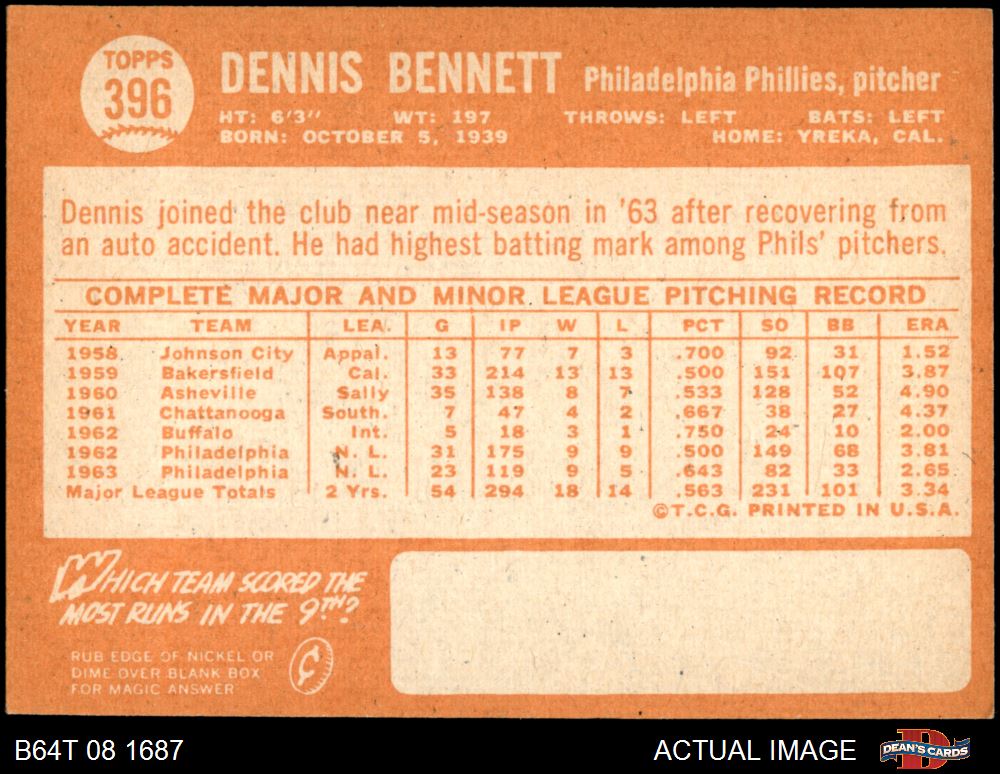 TOPPS
396
DENNIS BENNETT Philadelphia Phillies, pitcher
HT: 6'3" WT: 197 THROWS: LEFT BATS: LEFT
BORN: OCTOBER 5, 1939 HOME: YREKA, CAL.
Dennis joined the club near mid-season in '63 after recovering from
an auto accident. He had highest batting mark among Phils' pitchers.
COMPLETE MAJOR AND MINOR LEAGUE PITCHING RECORD
YEAR TEAM LEA. G IP W L PCT SO BB ERA
1958 Johnson City Appal. 13 77 7 3 .700 92 31 1.52
1959 Bakersfield Cal. 33 214 13 13 .500 151 107 3.87
1960 Asheville Sally 35 138 8 7 .533 128 52 4.90
1961 Chattanooga South. 7 47 4 2 .667 38 27 4.37
1962 Buffalo Int. 5 18 3 1 .750 24 10 2.00
1962 Philadelphia N. L. 31 175 9 9 .500 149 68 3.81
1963 Philadelphia N. L. 23 119 9 5 .643 82 33 2.65
Major League Totals 2 Yrs. 54 294 18 14 .563 231 101 3.34
©T.C.G. PRINTED IN U.S.A.
WHICH TEAM SCORED THE
MOST RUNS IN THE 9TH?
RUB EDGE OF NICKEL OR
DIME OVER BLANK BOX
FOR MAGIC ANSWER
¢
B64T 08 1687 ACTUAL IMAGE DEAN'S CARDS